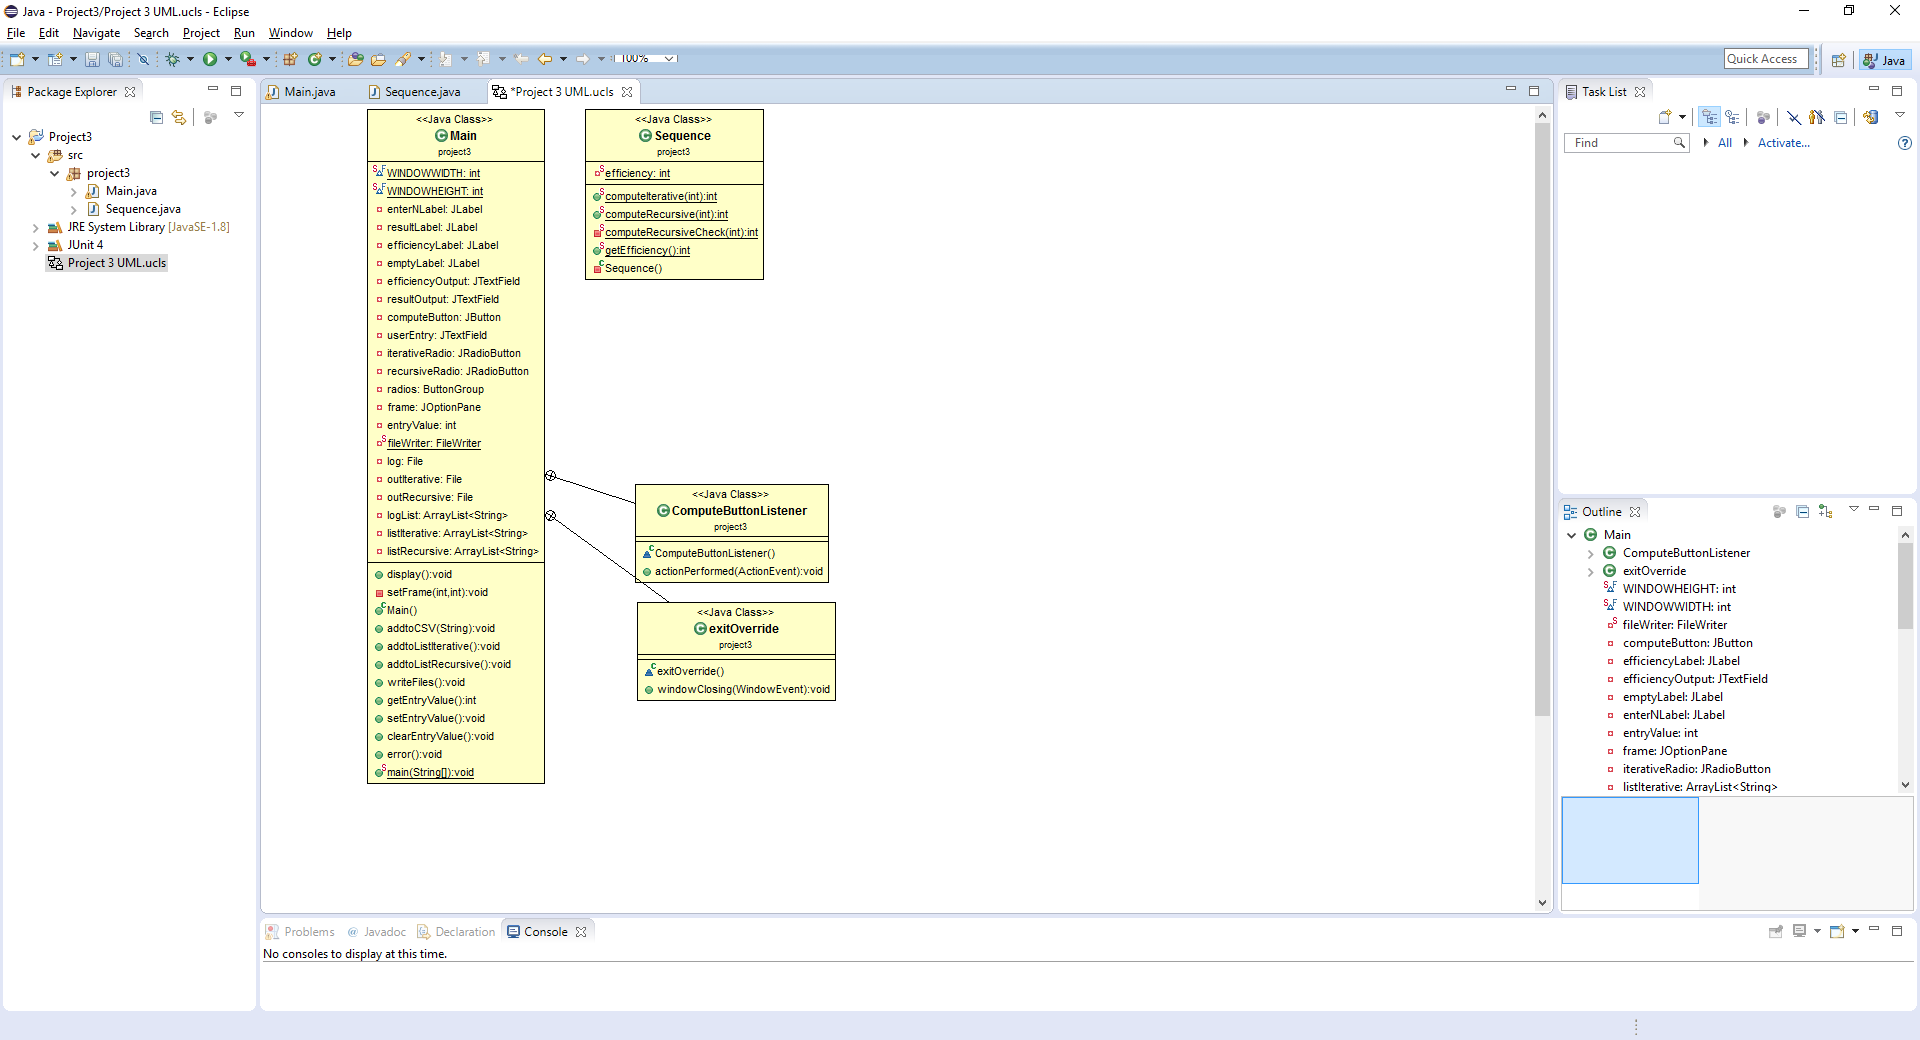 Java - Project3/Project 3 UML.ucls - Eclipse
File Edit Navigate Search Project Run Window Help
100%
Quick Access
Java
Package Explorer
Project3
src
project3
Main.java
Sequence.java
JRE System Library [JavaSE-1.8]
JUnit 4
Project 3 UML.ucls
Main.java
Sequence.java
*Project 3 UML.ucls
<<Java Class>>
Main
project3
WINDOWWIDTH: int
WINDOWHEIGHT: int
enterNLabel: JLabel
resultLabel: JLabel
efficiencyLabel: JLabel
emptyLabel: JLabel
efficiencyOutput: JTextField
resultOutput: JTextField
computeButton: JButton
userEntry: JTextField
iterativeRadio: JRadioButton
recursiveRadio: JRadioButton
radios: ButtonGroup
frame: JOptionPane
entryValue: int
fileWriter: FileWriter
log: File
outIterative: File
outRecursive: File
logList: ArrayList<String>
listIterative: ArrayList<String>
listRecursive: ArrayList<String>
display():void
setFrame(int,int):void
Main()
addtoCSV(String):void
addtoListIterative():void
addtoListRecursive():void
writeFiles():void
getEntryValue():int
setEntryValue():void
clearEntryValue():void
error():void
main(String[]):void
<<Java Class>>
Sequence
project3
efficiency: int
computeIterative(int):int
computeRecursive(int):int
computeRecursiveCheck(int):int
getEfficiency():int
Sequence()
<<Java Class>>
ComputeButtonListener
project3
ComputeButtonListener()
actionPerformed(ActionEvent):void
<<Java Class>>
exitOverride
project3
exitOverride()
windowClosing(WindowEvent):void
Task List
Find
All
Activate...
Outline
Main
ComputeButtonListener
exitOverride
WINDOWHEIGHT: int
WINDOWWIDTH: int
fileWriter: FileWriter
computeButton: JButton
efficiencyLabel: JLabel
efficiencyOutput: JTextField
emptyLabel: JLabel
enterNLabel: JLabel
entryValue: int
frame: JOptionPane
iterativeRadio: JRadioButton
listIterative: ArrayList<String>
Problems
@ Javadoc
Declaration
Console
No consoles to display at this time.